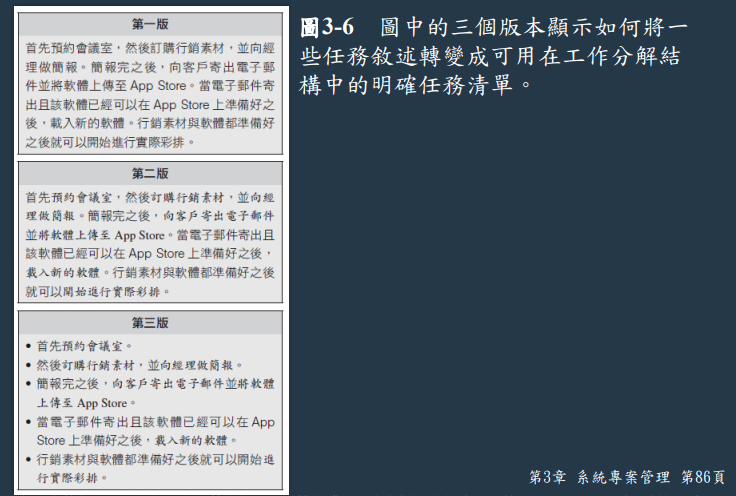 第一版
首先預約會議室，然後訂購行銷素材，並向經
理做簡報。簡報完之後，向客戶寄出電子郵
件並將軟體上傳至 App Store。當電子郵件寄
出且該軟體已經可以在 App Store 上準備好之
後，載入新的軟體。行銷素材與軟體都準備好
之後就可以開始進行實際彩排。
第二版
首先預約會議室，然後訂購行銷素材，並向經
理做簡報。簡報完之後，向客戶寄出電子郵件
並將軟體上傳至 App Store。當電子郵件寄出且
該軟體已經可以在 App Store 上準備好之後，
載入新的軟體。行銷素材與軟體都準備好之後
就可以開始進行實際彩排。
第三版
• 首先預約會議室。
• 然後訂購行銷素材，並向經理做簡報。
• 簡報完之後，向客戶寄出電子郵件並將軟體
上傳至 App Store。
• 當電子郵件寄出且該軟體已經可以在 App
Store 上準備好之後，載入新的軟體。
• 行銷素材與軟體都準備好之後就可以開始進
行實際彩排。
圖3-6 圖中的三個版本顯示如何將一
些任務敘述轉變成可用在工作分解結
構中的明確任務清單。
第3章 系統專案管理 第86頁